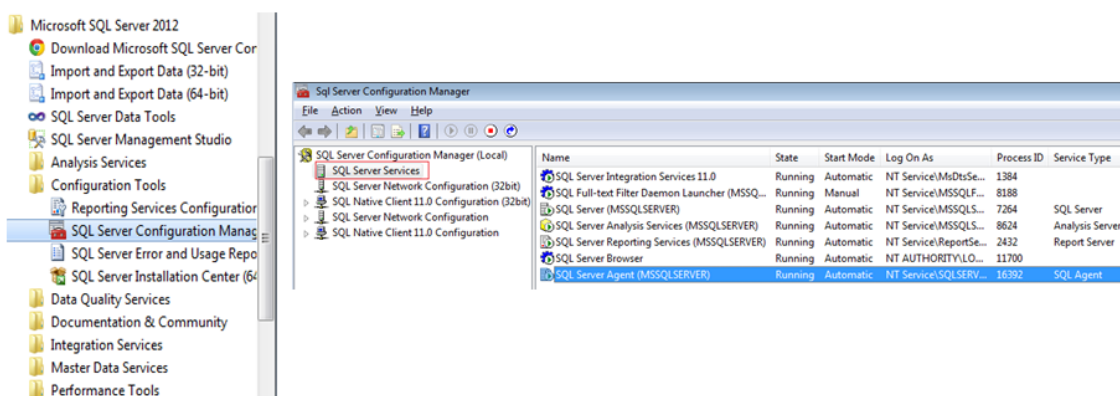 Microsoft SQL Server 2012
Download Microsoft SQL Server Cor
Import and Export Data (32-bit)
Import and Export Data (64-bit)
SQL Server Data Tools
SQL Server Management Studio
Analysis Services
Configuration Tools
Reporting Services Configuration
SQL Server Configuration Manag
SQL Server Error and Usage Repo
SQL Server Installation Center (64
Data Quality Services
Documentation & Community
Integration Services
Master Data Services
Performance Tools
Sql Server Configuration Manager
File Action View Help
SQL Server Configuration Manager (Local)
SQL Server Services
SQL Server Network Configuration (32bit)
SQL Native Client 11.0 Configuration (32bit)
SQL Server Network Configuration
SQL Native Client 11.0 Configuration
Name State Start Mode Log On As Process ID Service Type
SQL Server Integration Services 11.0 Running Automatic NT Service\MsDtsSe... 1384
SQL Full-text Filter Daemon Launcher (MSSQ... Running Manual NT Service\MSSQLF... 8188
SQL Server (MSSQLSERVER) Running Automatic NT Service\MSSQLS... 7264 SQL Server
SQL Server Analysis Services (MSSQLSERVER) Running Automatic NT Service\MSSQLS... 8624 Analysis Server
SQL Server Reporting Services (MSSQLSERVER) Running Automatic NT Service\ReportSe... 2432 Report Server
SQL Server Browser Running Automatic NT AUTHORITY\LO... 11700
SQL Server Agent (MSSQLSERVER) Running Automatic NT Service\SQLSERV... 16392 SQL Agent